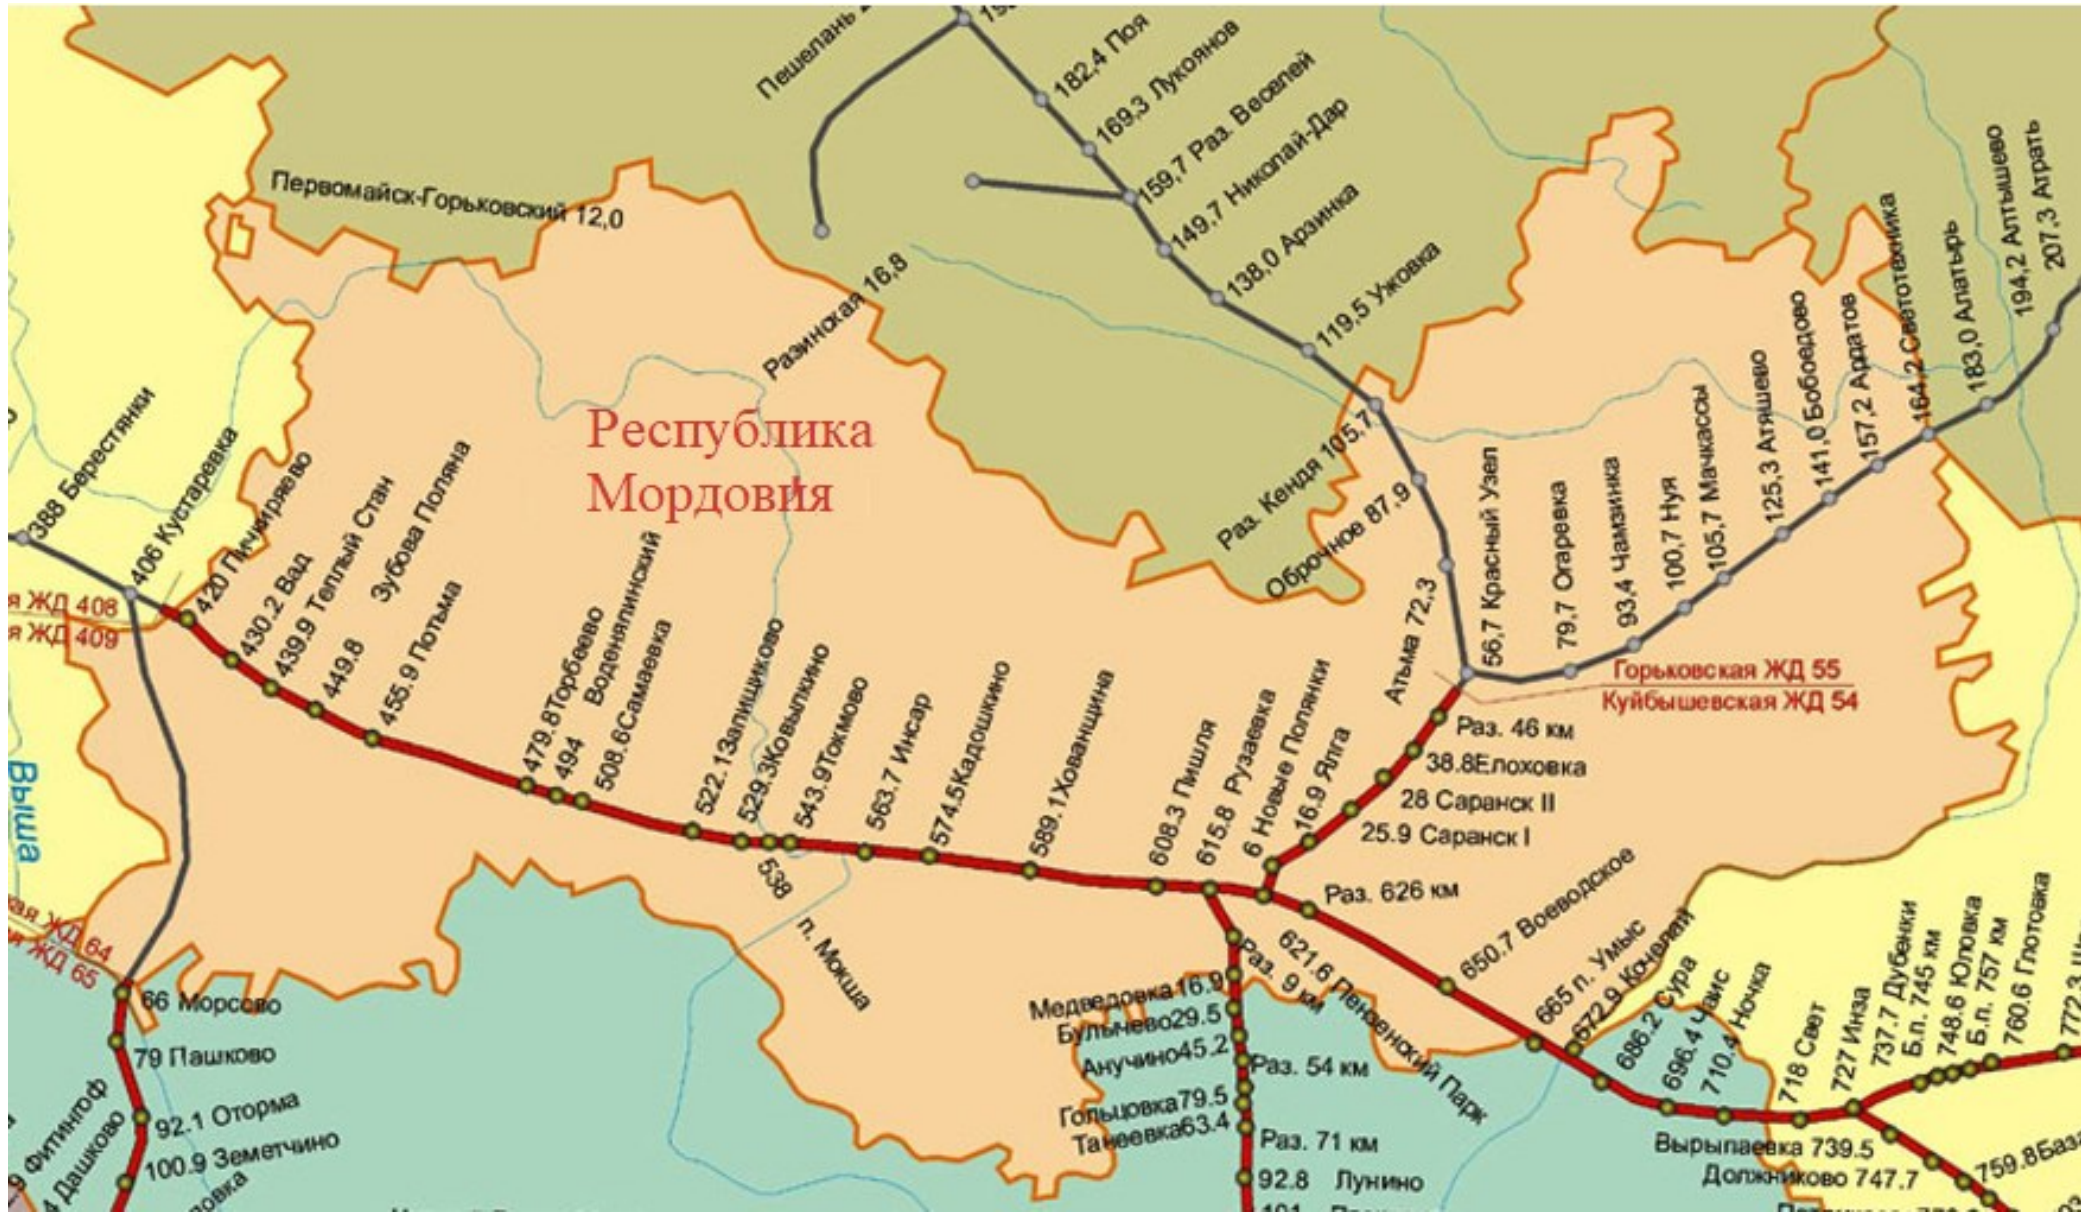 Пешелань
182,4 Поя
169,3 Лукоянов
159,7 Раз. Веселей
149,7 Николай-Дар
138,0 Арзинка
119,5 Ужовка
Первомайск-Горьковский 12,0
Разинская 16,8
Республика
Мордовия
Раз. Кендя 105,7
Оброчное 87,9
Атьма 72,3
56,7 Красный Узел
79,7 Огаревка
93,4 Чамзинка
100,7 Нуя
105,7 Мачкассы
125,3 Атяшево
141,0 Бобоедово
157,2 Ардатов
164,2 Светотехника
183,0 Алатырь
194,2 Алтышево
207,3 Атрать
Горьковская ЖД 55
Куйбышевская ЖД 54
388 Берестянки
406 Кустаревка
я ЖД 408
я ЖД 409
420 Пичкиряево
430.2 Вад
439.9 Теплый Стан
Зубова Поляна
449.8
455.9 Потьма
479.8Торбеево
Воденяпинский
494
508.6Самаевка
522.1Залищиково
529.3Ковылкино
538
п. Мокша
543.9Токмово
563.7 Инсар
574.5Кадошкино
589.1Хованщина
608.3 Пишля
615.8 Рузаевка
6 Новые Полянки
16.9 Ялга
25.9 Саранск I
28 Саранск II
38.8Елоховка
Раз. 46 км
Раз. 626 км
621.6 Пензенский Парк
650.7 Воеводское
665 п. Умыс
672.9 Кочелай
686.2 Сура
696.4 Чаис
710.4 Ночка
718 Свет
727 Инза
737.7 Дубенки
Б.п. 745 км
748.6 Юловка
Б.п. 757 км
760.6 Глотовка
772.3
Вырыпаевка 739.5
Должниково 747.7
759.8База
Раз. 9 км
Медведовка16.9
Булычево29.5
Анучино45.2
Раз. 54 км
Гольцовка79.5
Танеевка63.4
Раз. 71 км
92.8 Лунино
Выша
ая ЖД 64
я ЖД 65
66 Морсово
79 Пашково
92.1 Оторма
100.9 Земетчино
Фитингоф
4 Дашково